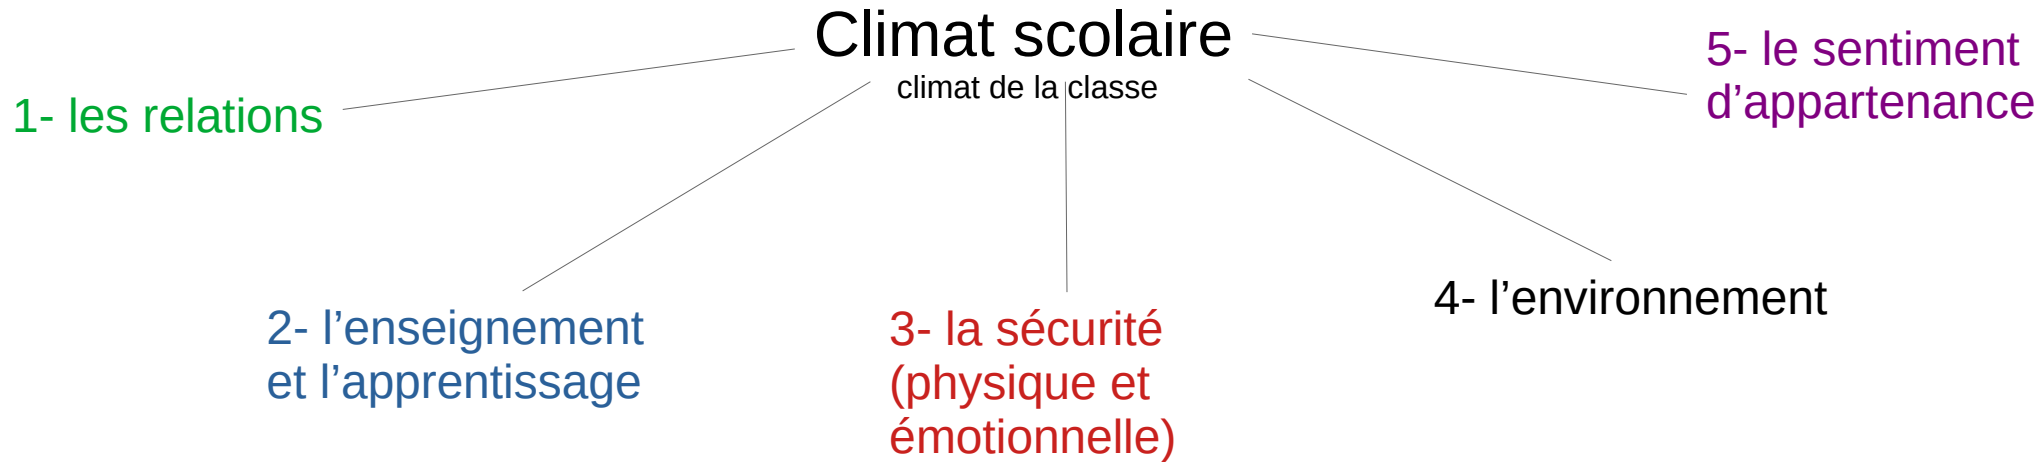 Climat scolaire
climat de la classe
1- les relations
2- l’enseignement
et l’apprentissage
3- la sécurité
(physique et
émotionnelle)
4- l’environnement
5- le sentiment
d’appartenance